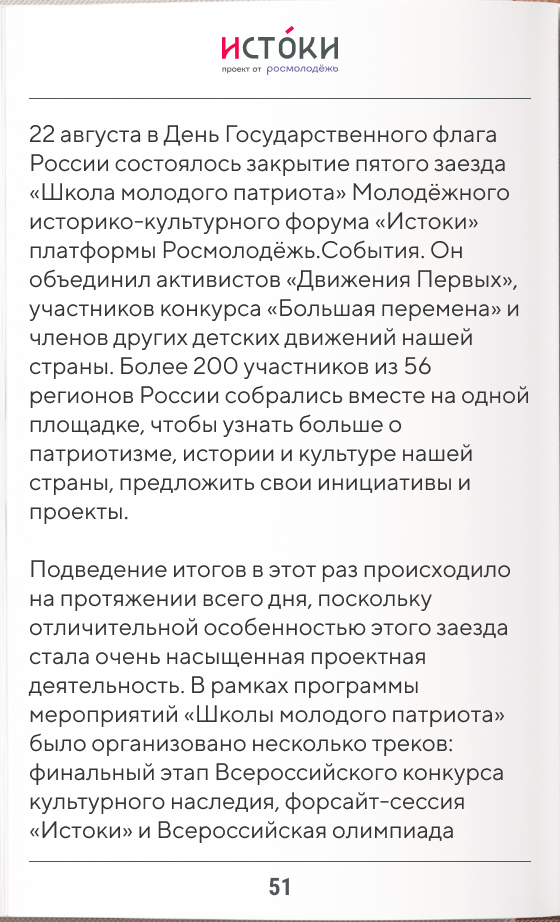 ИСТОКИ
проект от росмолодёжь
22 августа в День Государственного флага
России состоялось закрытие пятого заезда
«Школа молодого патриота» Молодёжного
историко-культурного форума «Истоки»
платформы Росмолодёжь.События. Он
объединил активистов «Движения Первых»,
участников конкурса «Большая перемена» и
членов других детских движений нашей
страны. Более 200 участников из 56
регионов России собрались вместе на одной
площадке, чтобы узнать больше о
патриотизме, истории и культуре нашей
страны, предложить свои инициативы и
проекты.
Подведение итогов в этот раз происходило
на протяжении всего дня, поскольку
отличительной особенностью этого заезда
стала очень насыщенная проектная
деятельность. В рамках программы
мероприятий «Школы молодого патриота»
было организовано несколько треков:
финальный этап Всероссийского конкурса
культурного наследия, форсайт-сессия
«Истоки» и Всероссийская олимпиада
51